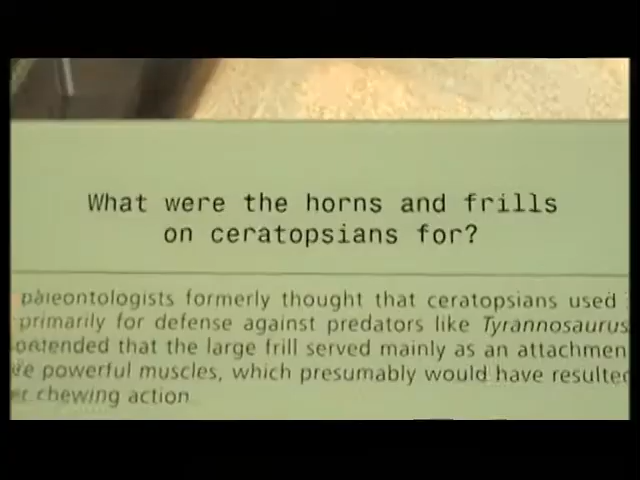 What were the horns and frills
on ceratopsians for?
paleontologists formerly thought that ceratopsians used
primarily for defense against predators like Tyrannosaurus
that the large frill served mainly as an attachmen
powerful muscles, which presumably would have resulted
chewing action